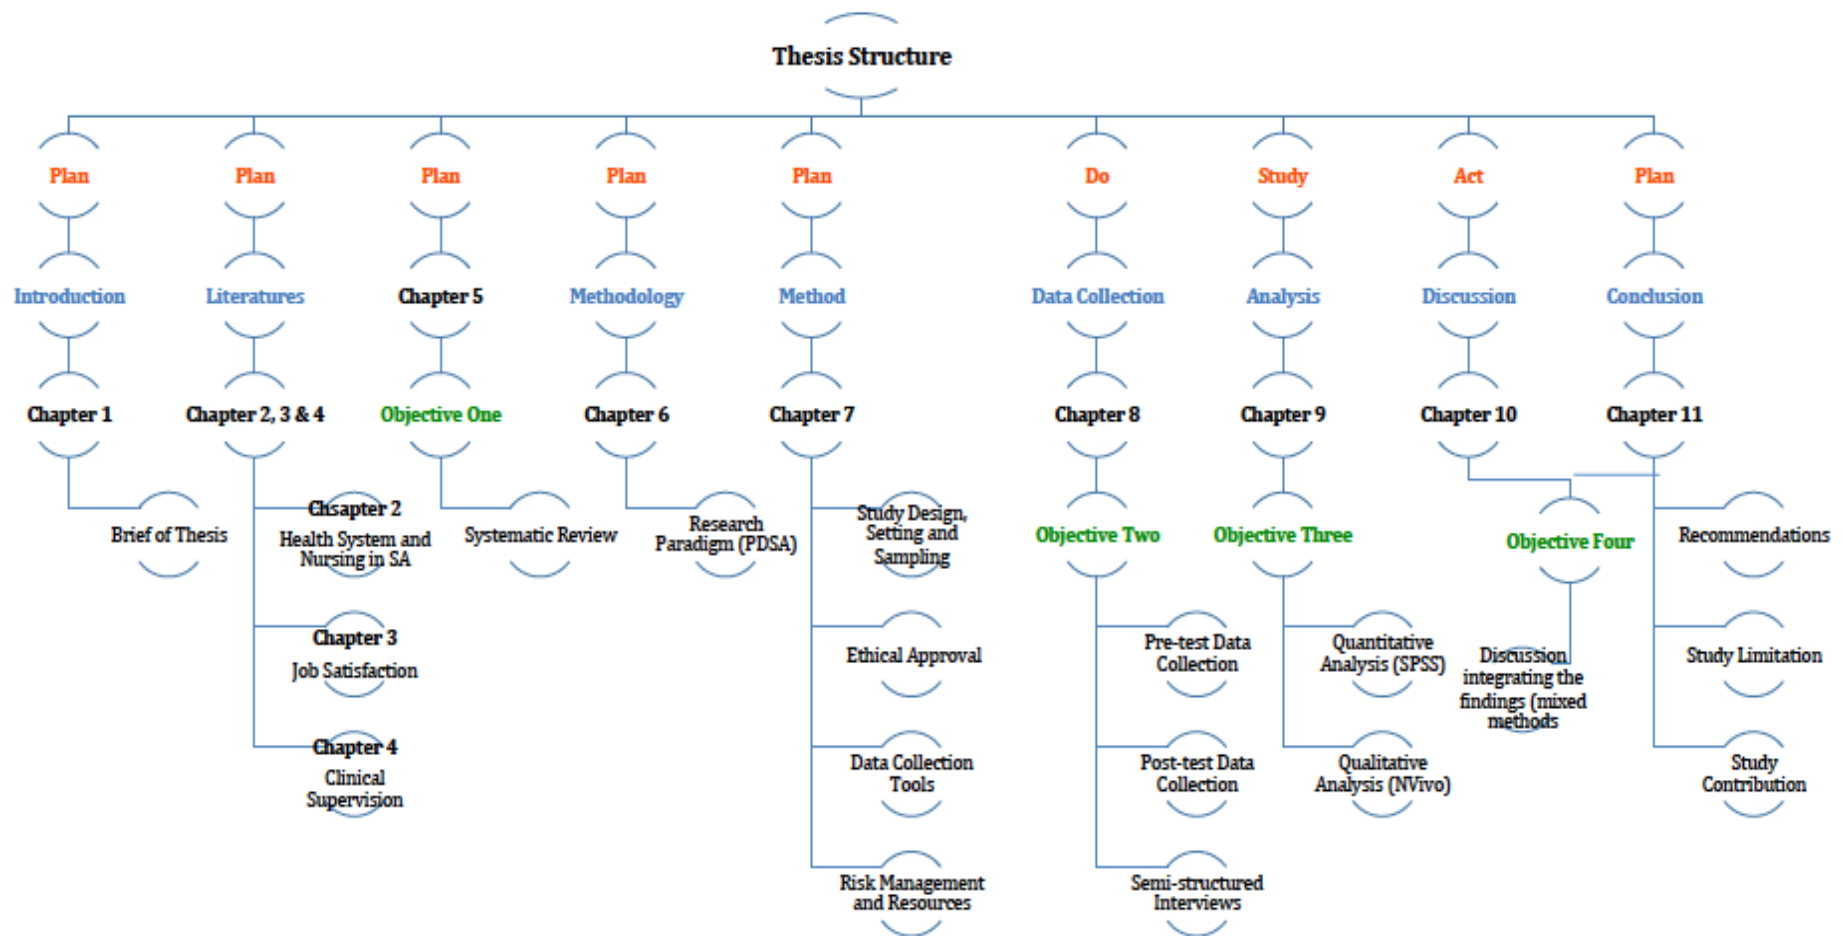 Thesis Structure
Plan
Plan
Plan
Plan
Plan
Do
Study
Act
Plan
Introduction
Literatures
Chapter 5
Methodology
Method
Data Collection
Analysis
Discussion
Conclusion
Chapter 1
Chapter 2, 3 & 4
Objective One
Chapter 6
Chapter 7
Chapter 8
Chapter 9
Chapter 10
Chapter 11
Brief of Thesis
Chsapter 2
Health System and
Nursing in SA
Chapter 3
Job Satisfaction
Chapter 4
Clinical
Supervision
Systematic Review
Research
Paradigm (PDSA)
Study Design,
Setting and
Sampling
Ethical Approval
Data Collection
Tools
Risk Management
and Resources
Objective Two
Pre-test Data
Collection
Post-test Data
Collection
Semi-structured
Interviews
Objective Three
Quantitative
Analysis (SPSS)
Qualitative
Analysis (NVivo)
Objective Four
Discussion
integrating the
findings (mixed
methods
Recommendations
Study Limitation
Study
Contribution